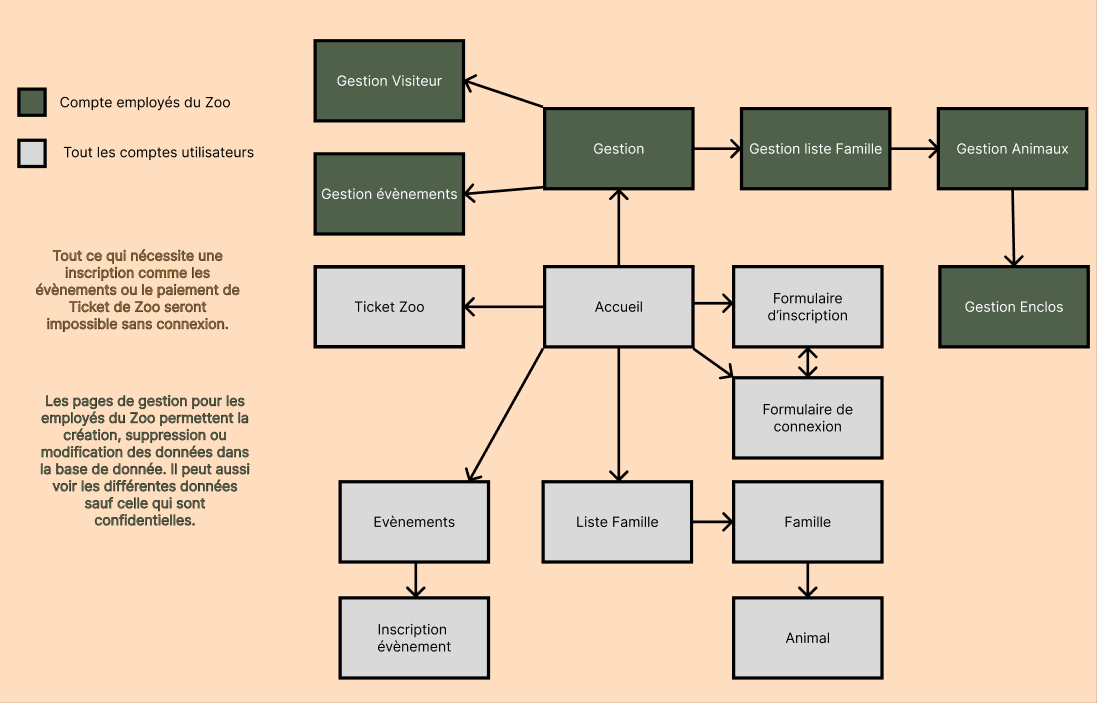 Compte employés du Zoo
Tout les comptes utilisateurs
Tout ce qui nécessite une
inscription comme les
évènements ou le paiement de
Ticket de Zoo seront
impossible sans connexion.
Les pages de gestion pour les
employés du Zoo permettent la
création, suppression ou
modification des données dans
la base de donnée. Il peut aussi
voir les différentes données
sauf celle qui sont
confidentielles.
Gestion Visiteur
Gestion
Gestion liste Famille
Gestion Animaux
Gestion évènements
Ticket Zoo
Accueil
Formulaire
d'inscription
Gestion Enclos
Formulaire de
connexion
Evènements
Liste Famille
Famille
Inscription
évènement
Animal